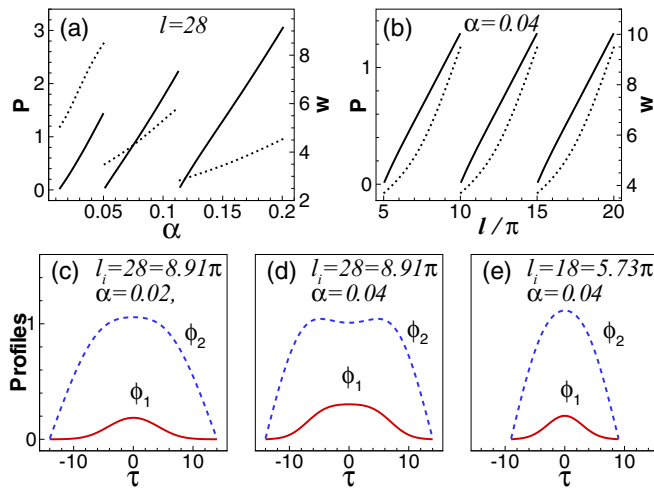 (a) l=28
P
3
2
1
0
0.05 0.1 0.15 0.2
α
8
6
4
2
w
(b) α=0.04
P
1
0
5 10 15 20
l/π
10
8
6
4
w
(c) l_i=28=8.91π
α=0.02,
ϕ_2
ϕ_1
Profiles
1
0
-10 0 10
τ
(d) l_i=28=8.91π
α=0.04
ϕ_2
ϕ_1
-10 0 10
τ
(e) l_i=18=5.73π
α=0.04
ϕ_2
ϕ_1
-10 0 10
τ